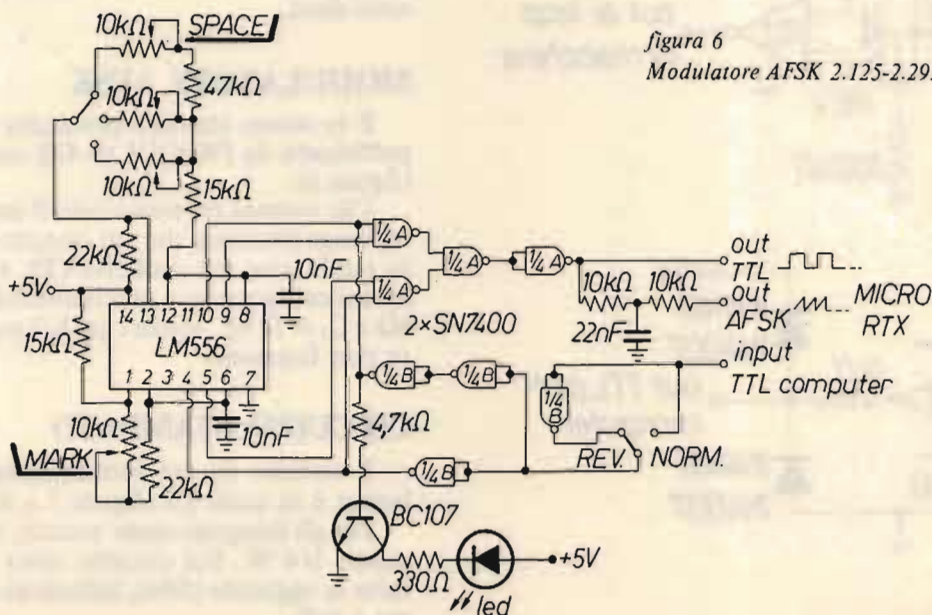 figura 6
Modulatore AFSK 2.125-2.29
10kΩ
SPACE
47kΩ
10kΩ
10kΩ
15kΩ
22kΩ
+5V
14 13 12 11 10 9 8
LM556
1 2 3 4 5 6 7
15kΩ
10kΩ
MARK
22kΩ
10nF
10nF
1/4 A
1/4 A
1/4 A
1/4 A
2×SN7400
out
TTL
10kΩ
10kΩ
out
AFSK
22nF
MICRO
RTX
input
TTL computer
1/4 B
1/4 B
1/4 B
1/4 B
REV.
NORM.
4,7kΩ
BC107
330Ω
led
+5V